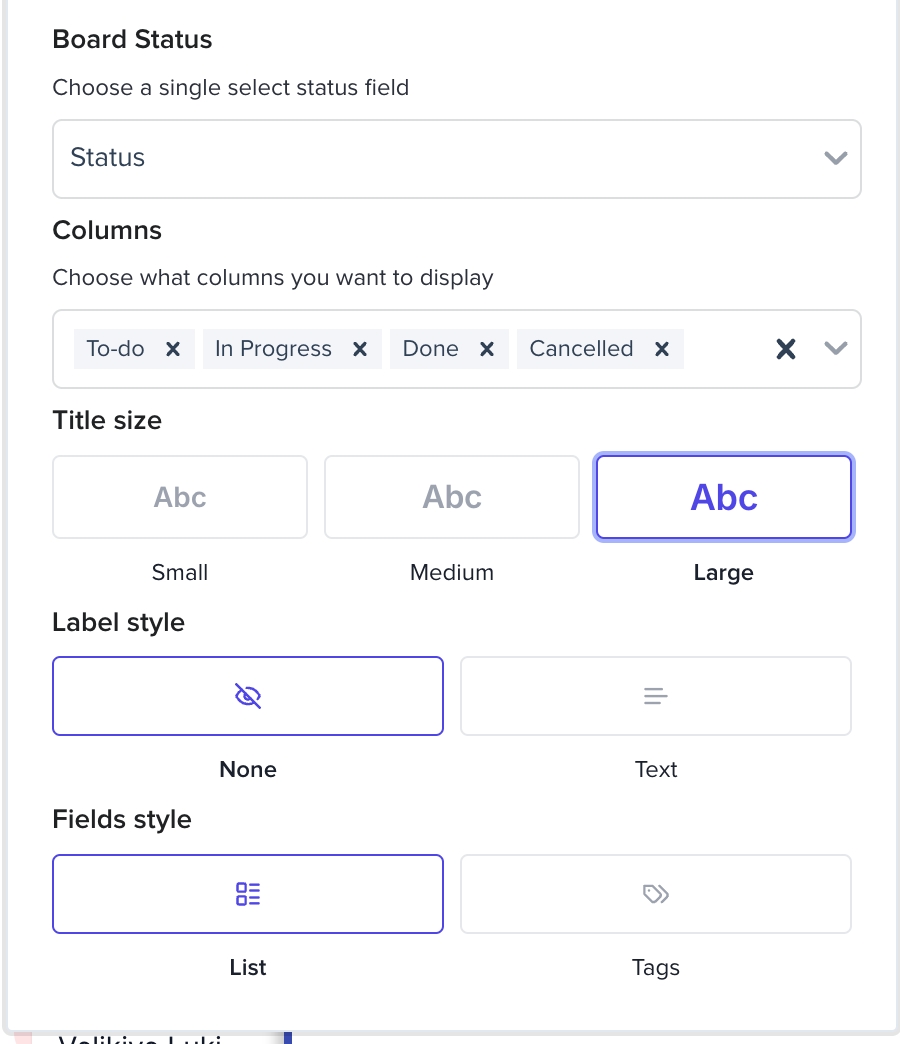 Board Status
Choose a single select status field
Status
Columns
Choose what columns you want to display
To-do In Progress Done Cancelled
Title size
Abc Abc Abc
Small Medium Large
Label style
None Text
Fields style
List Tags
Velikiye Luki